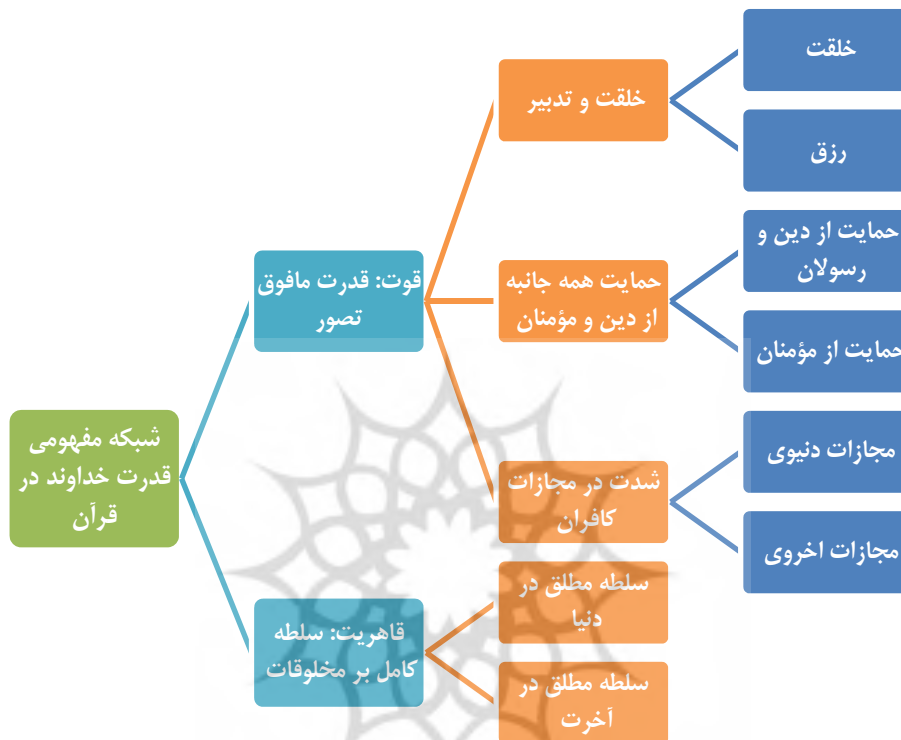 شبکه مفهومی
قدرت خداوند در
قرآن
قوت: قدرت مافوق
تصور
خلقت و تدبیر
خلقت
رزق
حمایت همه جانبه
از دین و مؤمنان
حمایت از دین و
رسولان
حمایت از مؤمنان
شدت در مجازات
کافران
مجازات دنیوی
مجازات اخروی
قاهریت: سلطه
کامل بر مخلوقات
سلطه مطلق در
دنیا
سلطه مطلق در
آخرت